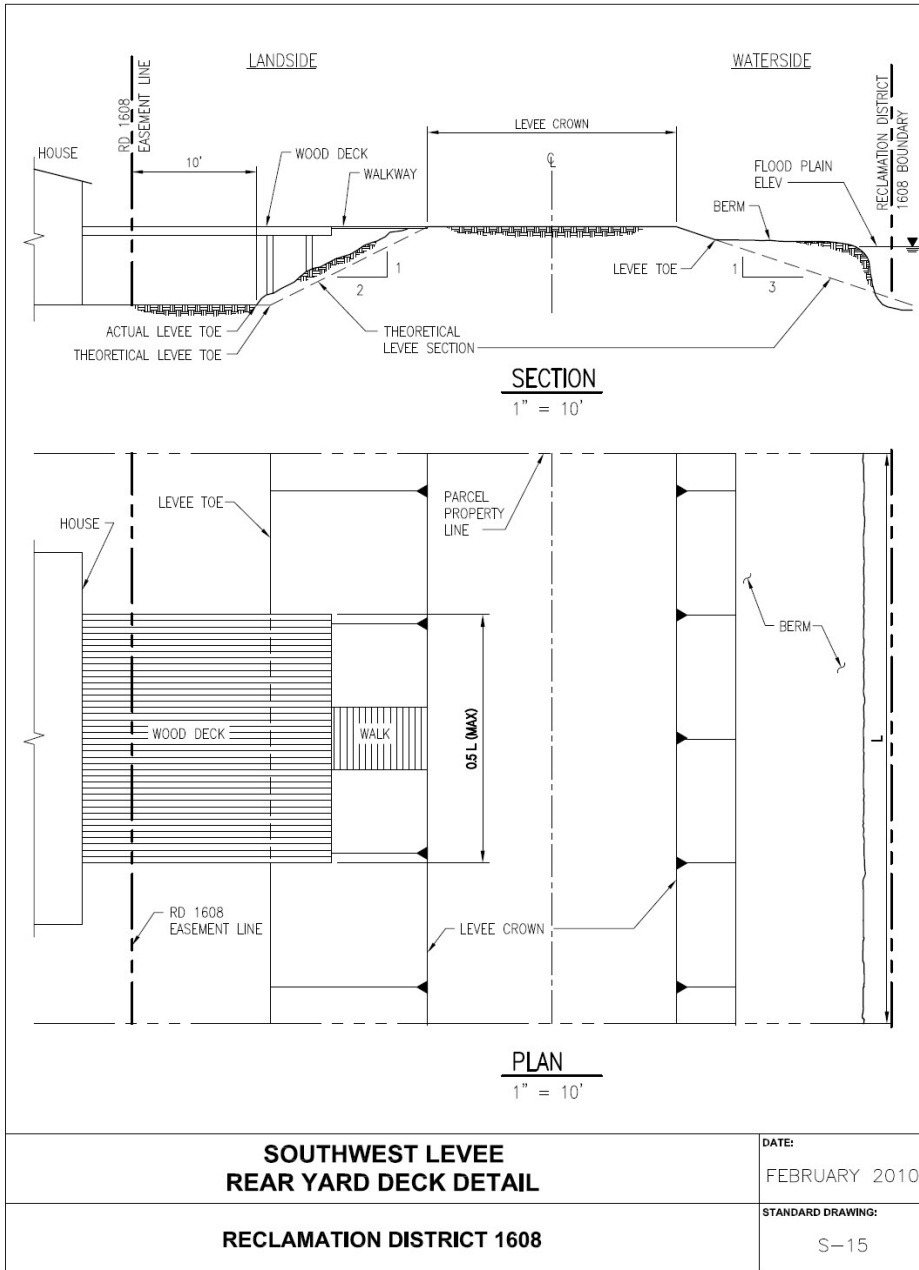 LANDSIDE
WATERSIDE
RD 1608
EASEMENT LINE
LEVEE CROWN
RECLAMATION DISTRICT
1608 BOUNDARY
HOUSE
10'
WOOD DECK
WALKWAY
℄
FLOOD PLAIN
ELEV
BERM
LEVEE TOE
1
2
1
3
ACTUAL LEVEE TOE
THEORETICAL LEVEE TOE
THEORETICAL
LEVEE SECTION
SECTION
1" = 10'
LEVEE TOE
PARCEL
PROPERTY
LINE
HOUSE
BERM
WOOD DECK
WALK
0.5 L (MAX)
L
RD 1608
EASEMENT LINE
LEVEE CROWN
PLAN
1" = 10'
SOUTHWEST LEVEE
REAR YARD DECK DETAIL
DATE:
FEBRUARY 2010
RECLAMATION DISTRICT 1608
STANDARD DRAWING:
S-15